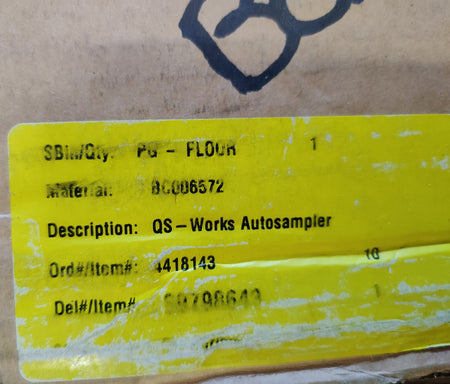 SBin/Qty: PG - FLOOR 1
Material: BC006572
Description: QS-Works Autosampler
Ord#/Item#: 4418143 10
Del#/Item# 1